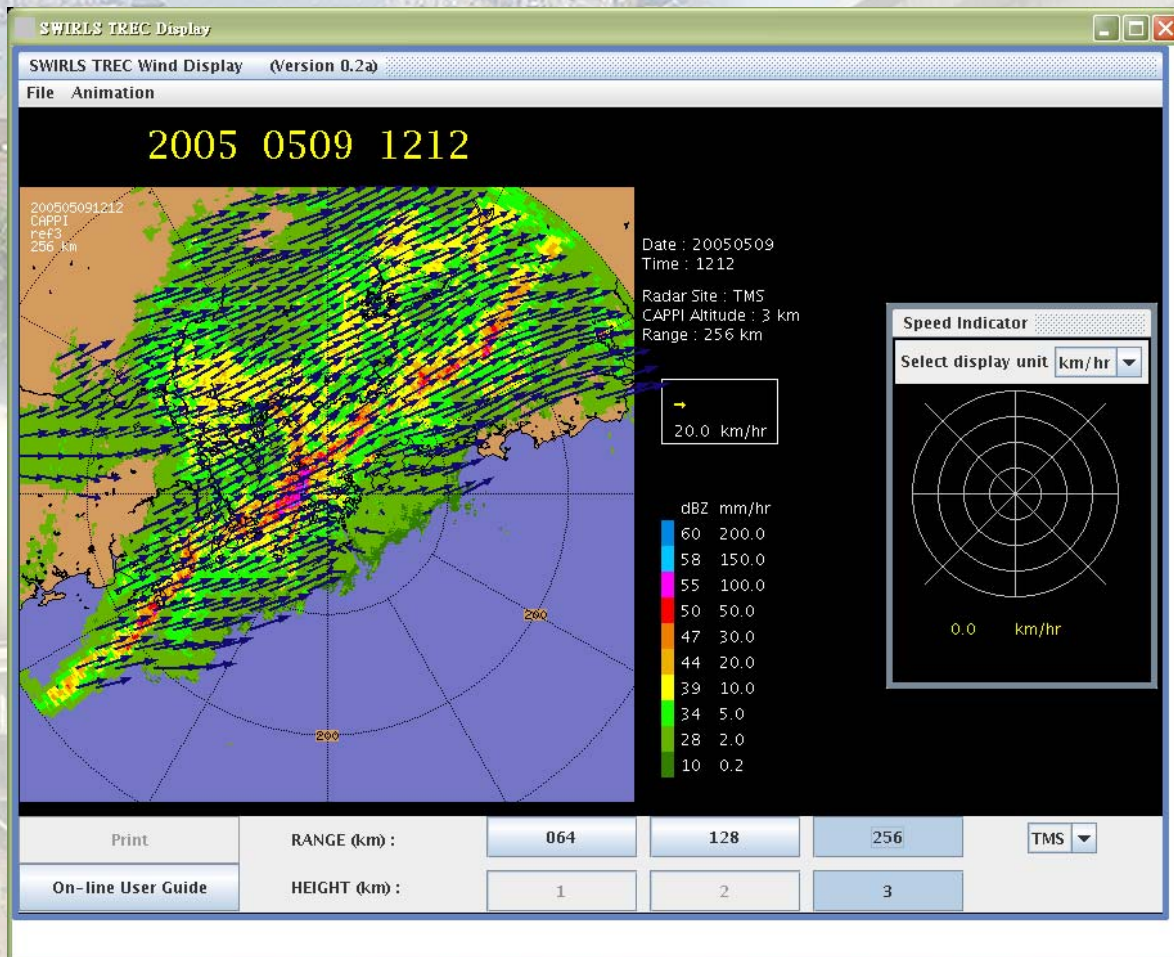 SWIRLS TREC Display
SWIRLS TREC Wind Display (Version 0.2a)
File Animation
2005 0509 1212
200505091212
CAPPI
ref3
256 km
200
200
Date : 20050509
Time : 1212
Radar Site : TMS
CAPPI Altitude : 3 km
Range : 256 km
20.0 km/hr
dBZ mm/hr
60 200.0
58 150.0
55 100.0
50 50.0
47 30.0
44 20.0
39 10.0
34 5.0
28 2.0
10 0.2
Speed Indicator
Select display unit km/hr
0.0 km/hr
Print RANGE (km) : 064 128 256 TMS
On-line User Guide HEIGHT (km) : 1 2 3